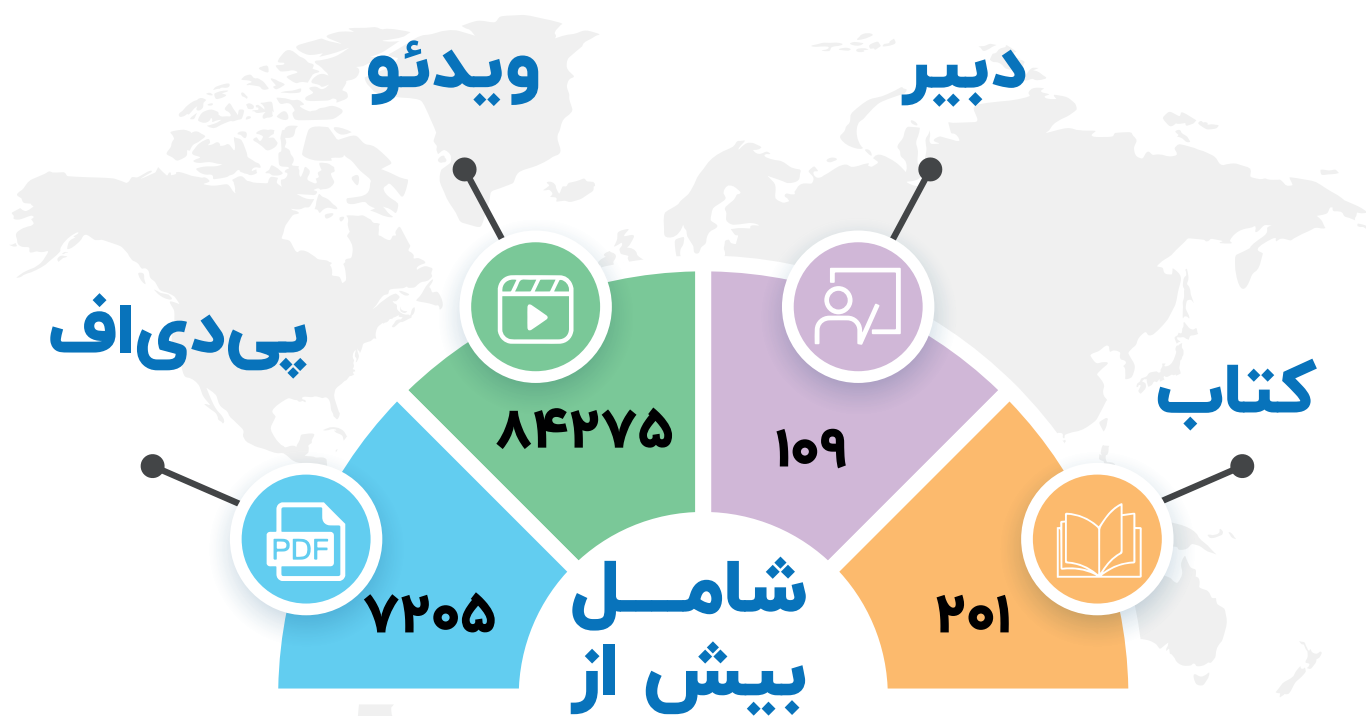 ویدئو
دبیر
پی‌دی‌اف
کتاب
۸۴۲۷۵
۱۰۹
PDF
۷۲۰۵
۲۰۱
شامـــل
بیش از